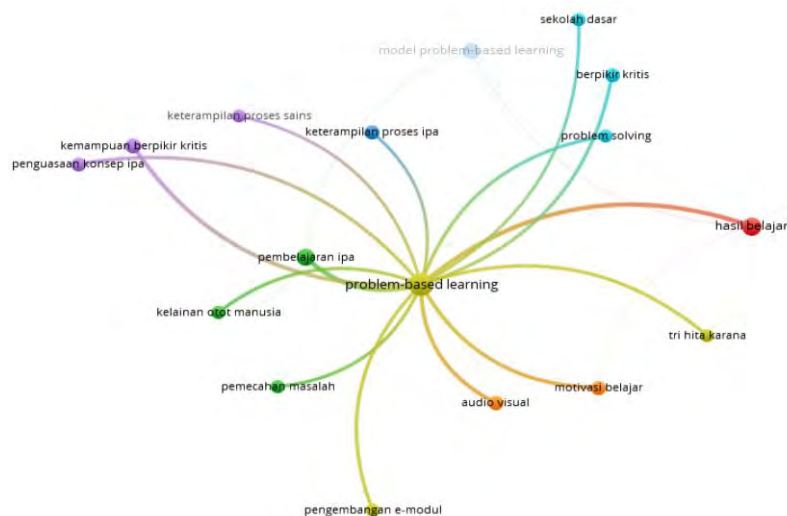 sekolah dasar
model problem-based learning
berpikir kritis
keterampilan proses sains
keterampilan proses ipa
problem solving
kemampuan berpikir kritis
penguasaan konsep ipa
hasil belajar
pembelajaran ipa
problem-based learning
kelainan otot manusia
tri hita karana
pemecahan masalah
motivasi belajar
audio visual
pengembangan e-modul